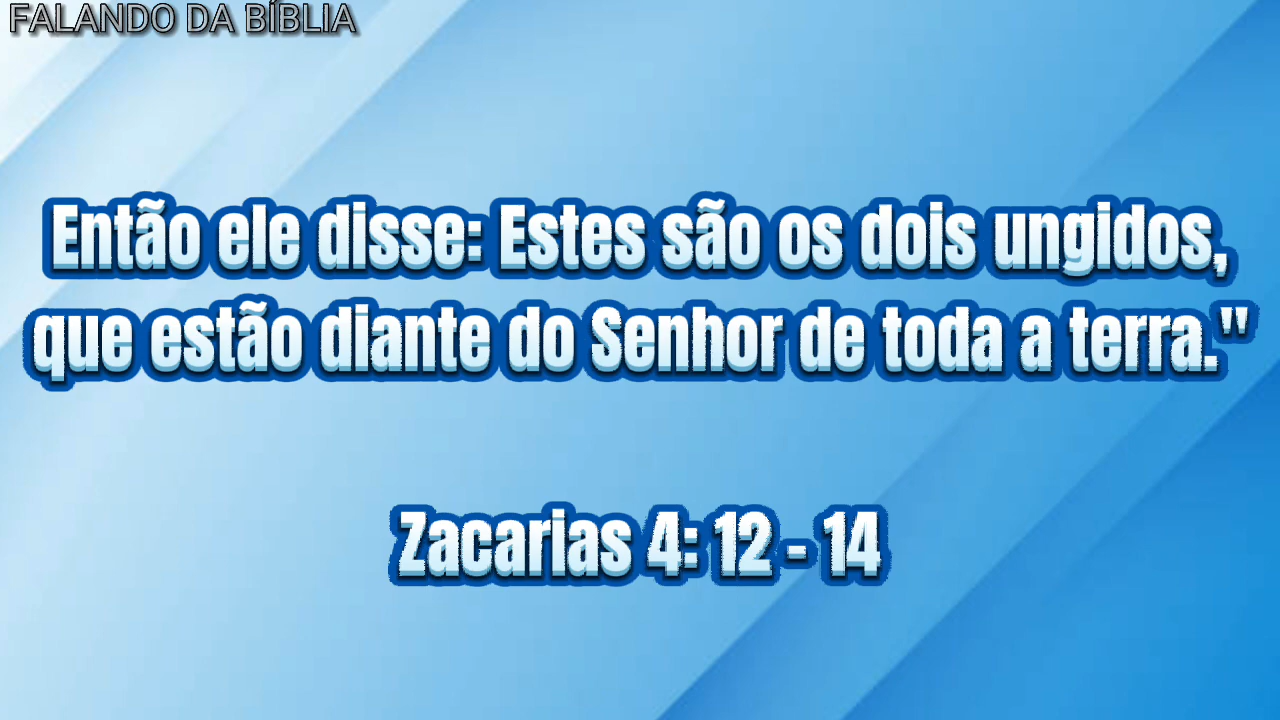 FALANDO DA BÍBLIA
Então ele disse: Estes são os dois ungidos,
que estão diante do Senhor de toda a terra."
Zacarias 4: 12 - 14